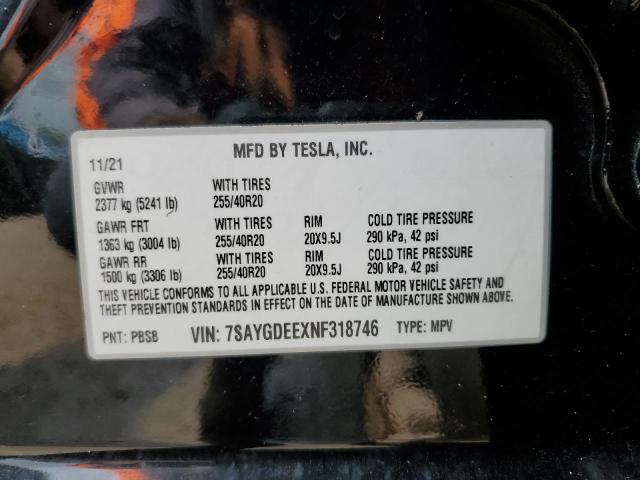 11/21 MFD BY TESLA, INC.
GVWR WITH TIRES
2377 kg (5241 lb) 255/40R20
GAWR FRT WITH TIRES RIM COLD TIRE PRESSURE
1363 kg (3004 lb) 255/40R20 20X9.5J 290 kPa, 42 psi
GAWR RR WITH TIRES RIM COLD TIRE PRESSURE
1500 kg (3306 lb) 255/40R20 20X9.5J 290 kPa, 42 psi
THIS VEHICLE CONFORMS TO ALL APPLICABLE U.S. FEDERAL MOTOR VEHICLE SAFETY AND
THEFT PREVENTION STANDARDS IN EFFECT ON THE DATE OF MANUFACTURE SHOWN ABOVE.
PNT: PBSB VIN: 7SAYGDEEXNF318746 TYPE: MPV